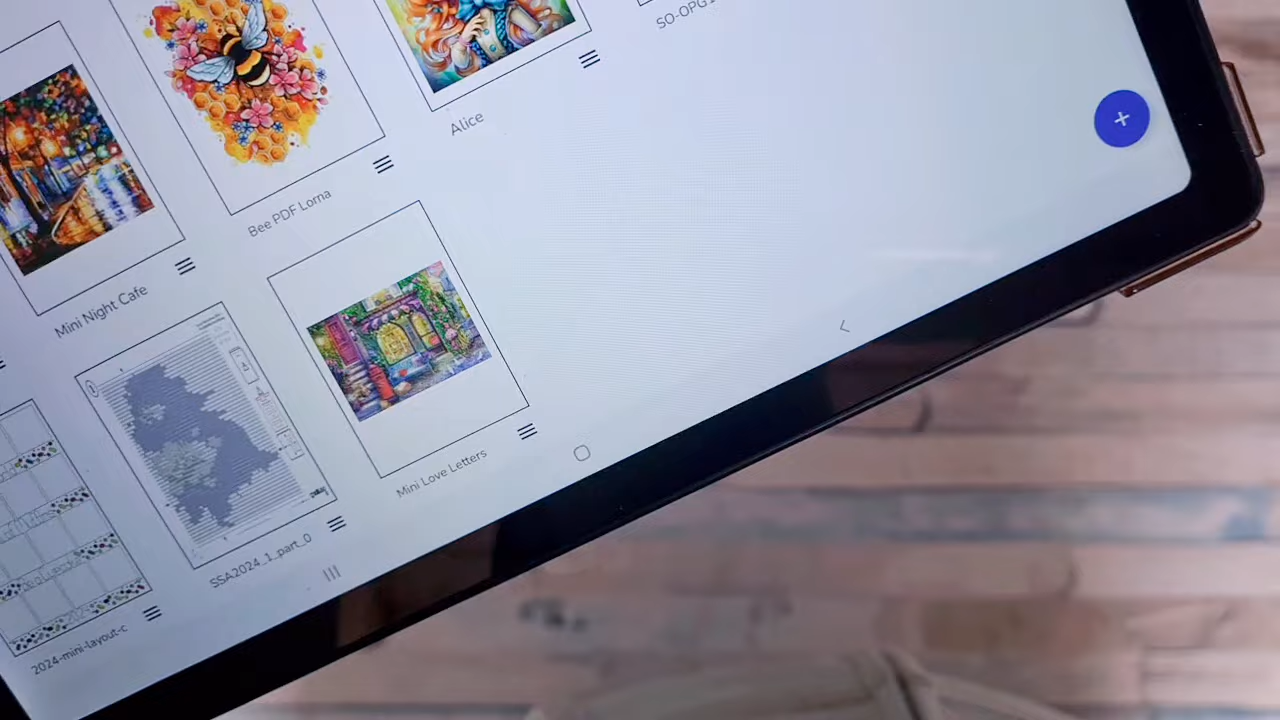 SO-OPG
Alice
Bee PDF Lorna
Mini Night Cafe
Mini Love Letters
SSA2024_1_part_0
2024-mini-layout-c